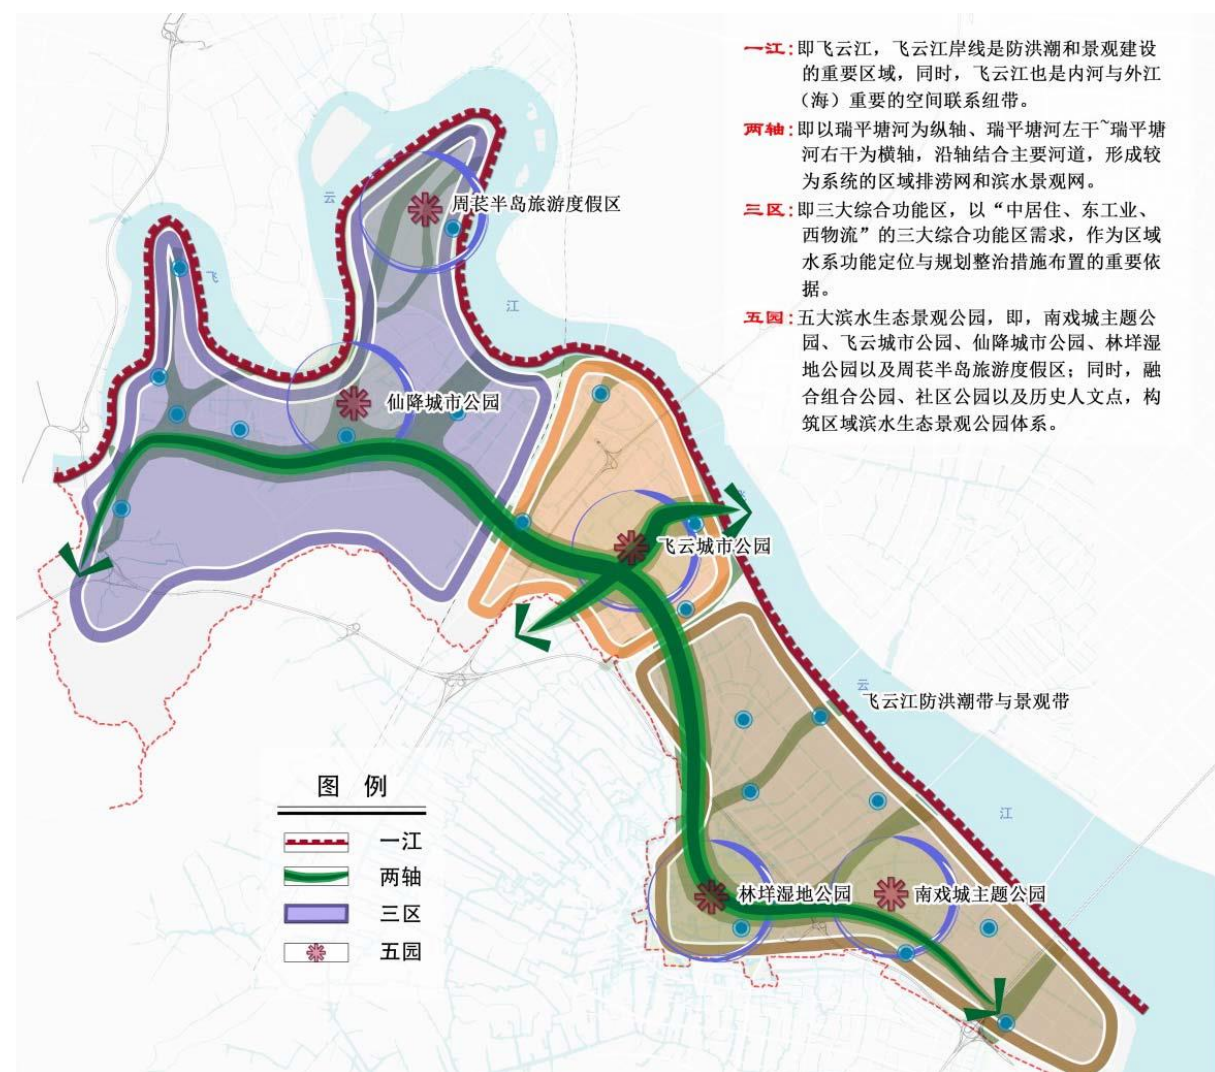 一江：即飞云江，飞云江岸线是防洪潮和景观建设
的重要区域，同时，飞云江也是内河与外江
（海）重要的空间联系纽带。
两轴：即以瑞平塘河为纵轴、瑞平塘河左干~瑞平塘
河右干为横轴，沿轴结合主要河道，形成较
为系统的区域排涝网和滨水景观网。
三区：即三大综合功能区，以“中居住、东工业、
西物流”的三大综合功能区需求，作为区域
水系功能定位与规划整治措施布置的重要依
据。
五园：五大滨水生态景观公园，即，南戏城主题公
园、飞云城市公园、仙降城市公园、林垟湿
地公园以及周苌半岛旅游度假区；同时，融
合组合公园、社区公园以及历史人文点，构
筑区域滨水生态景观公园体系。
云
周苌半岛旅游度假区
飞
江
仙降城市公园
飞云城市公园
云
飞云江防洪潮带与景观带
江
林垟湿地公园
南戏城主题公园
图 例
一江
两轴
三区
五园